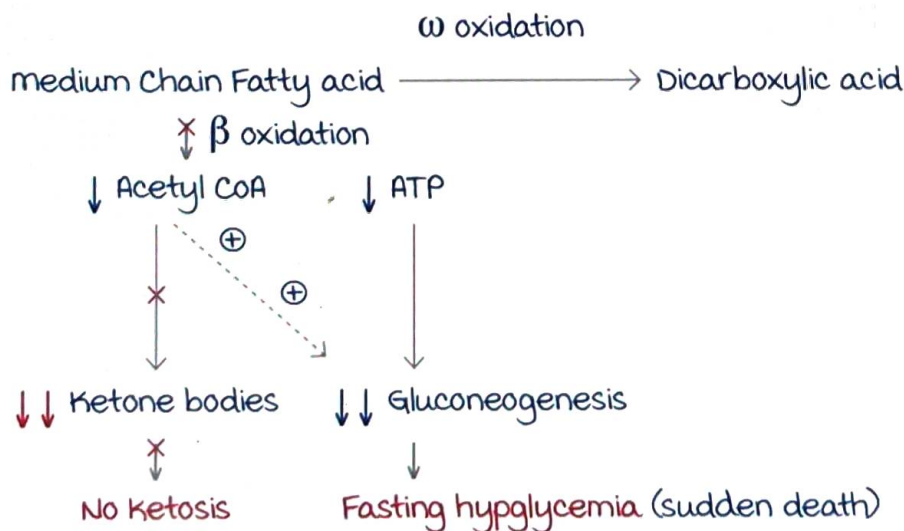 ω oxidation
medium Chain Fatty acid → Dicarboxylic acid
β oxidation
↓ Acetyl CoA ↓ ATP
⊕
⊕
↓↓ Ketone bodies ↓↓ Gluconeogenesis
No Ketosis Fasting hypglycemia (sudden death)